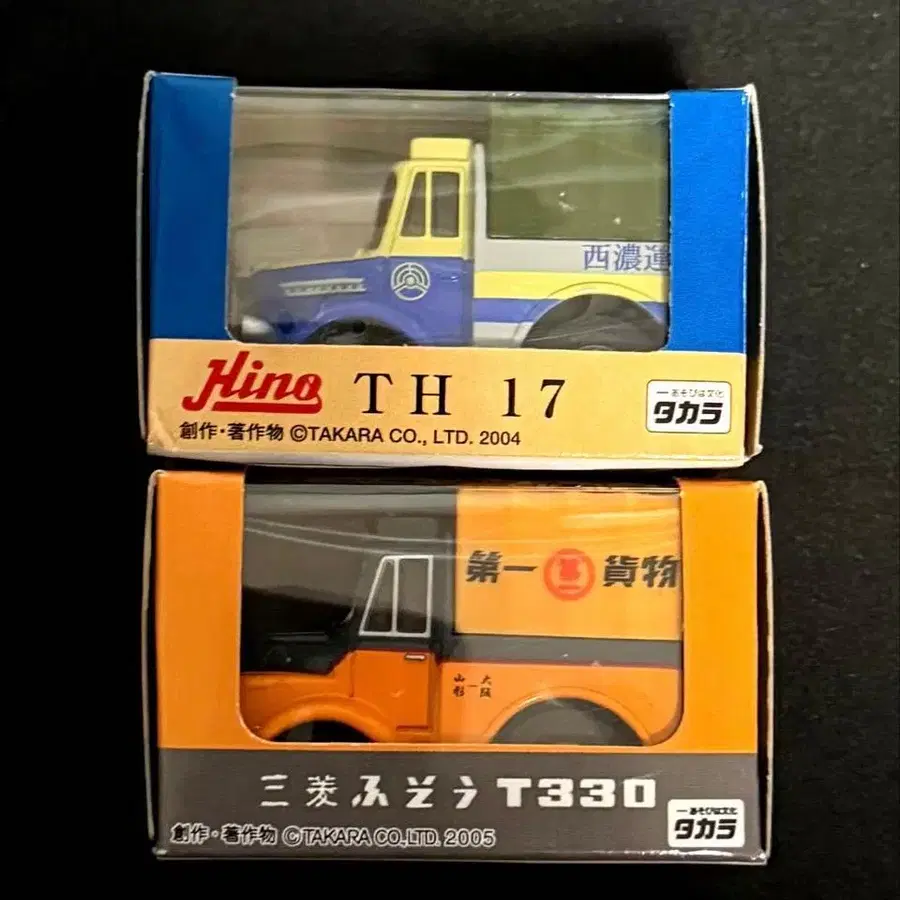 西濃運
Hino TH 17
一あそびは文化
タカラ
創作・著作物 ©TAKARA CO., LTD. 2004
第一 貨物
山形 一 大阪
三菱ふそうT330
一あそびは文化
タカラ
創作・著作物 ©TAKARA CO.,LTD. 2005